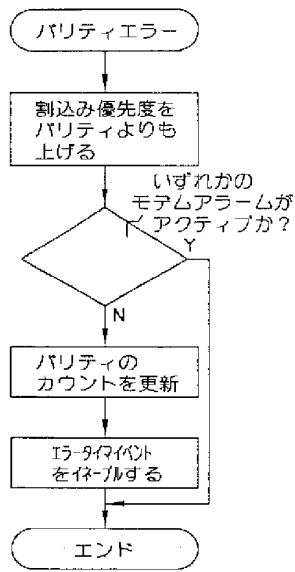 パリティエラー
割込み優先度を
パリティよりも
上げる
いずれかの
モデムアラームが
アクティブか?
Y
N
パリティの
カウントを更新
エラータイマイベント
をイネーブルする
エンド